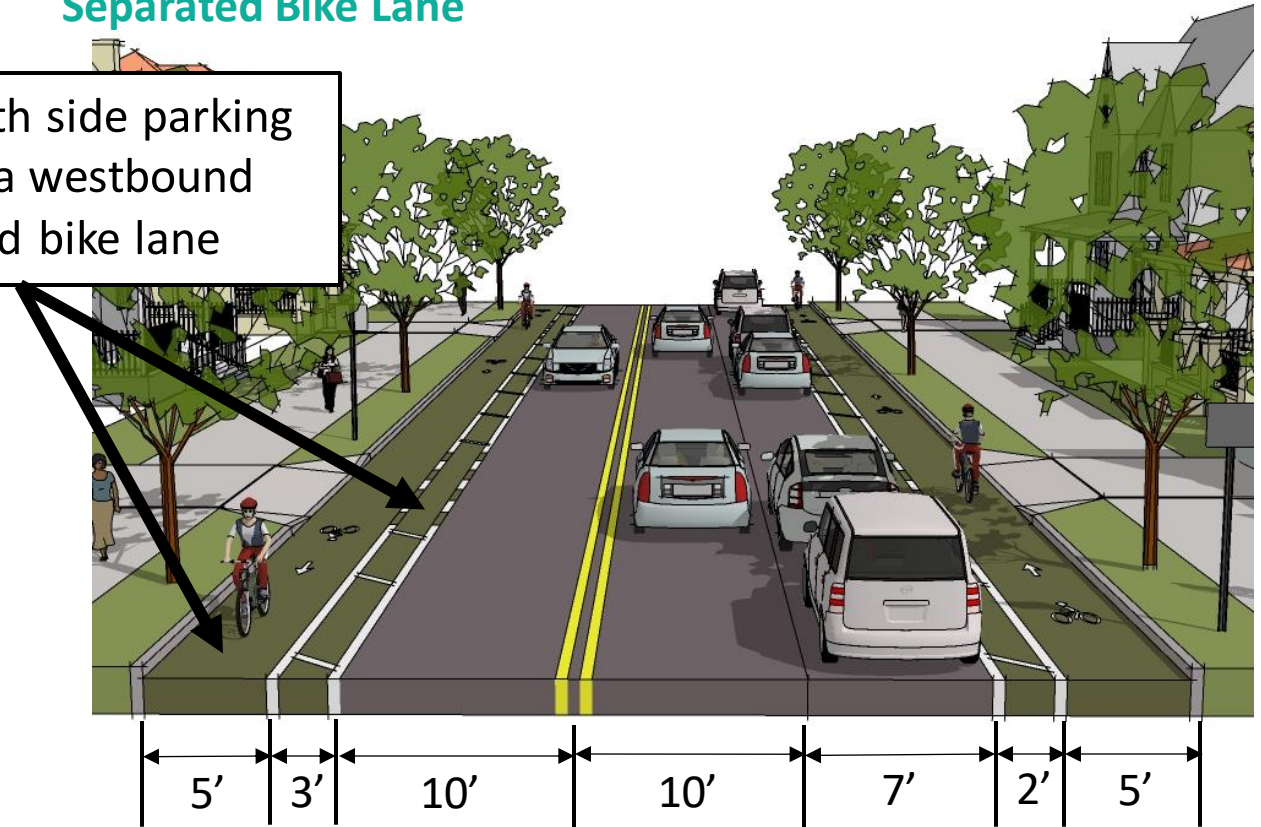 Separated Bike Lane
th side parking
a westbound
d bike lane
5’ 3’ 10’ 10’ 7’ 2’ 5’